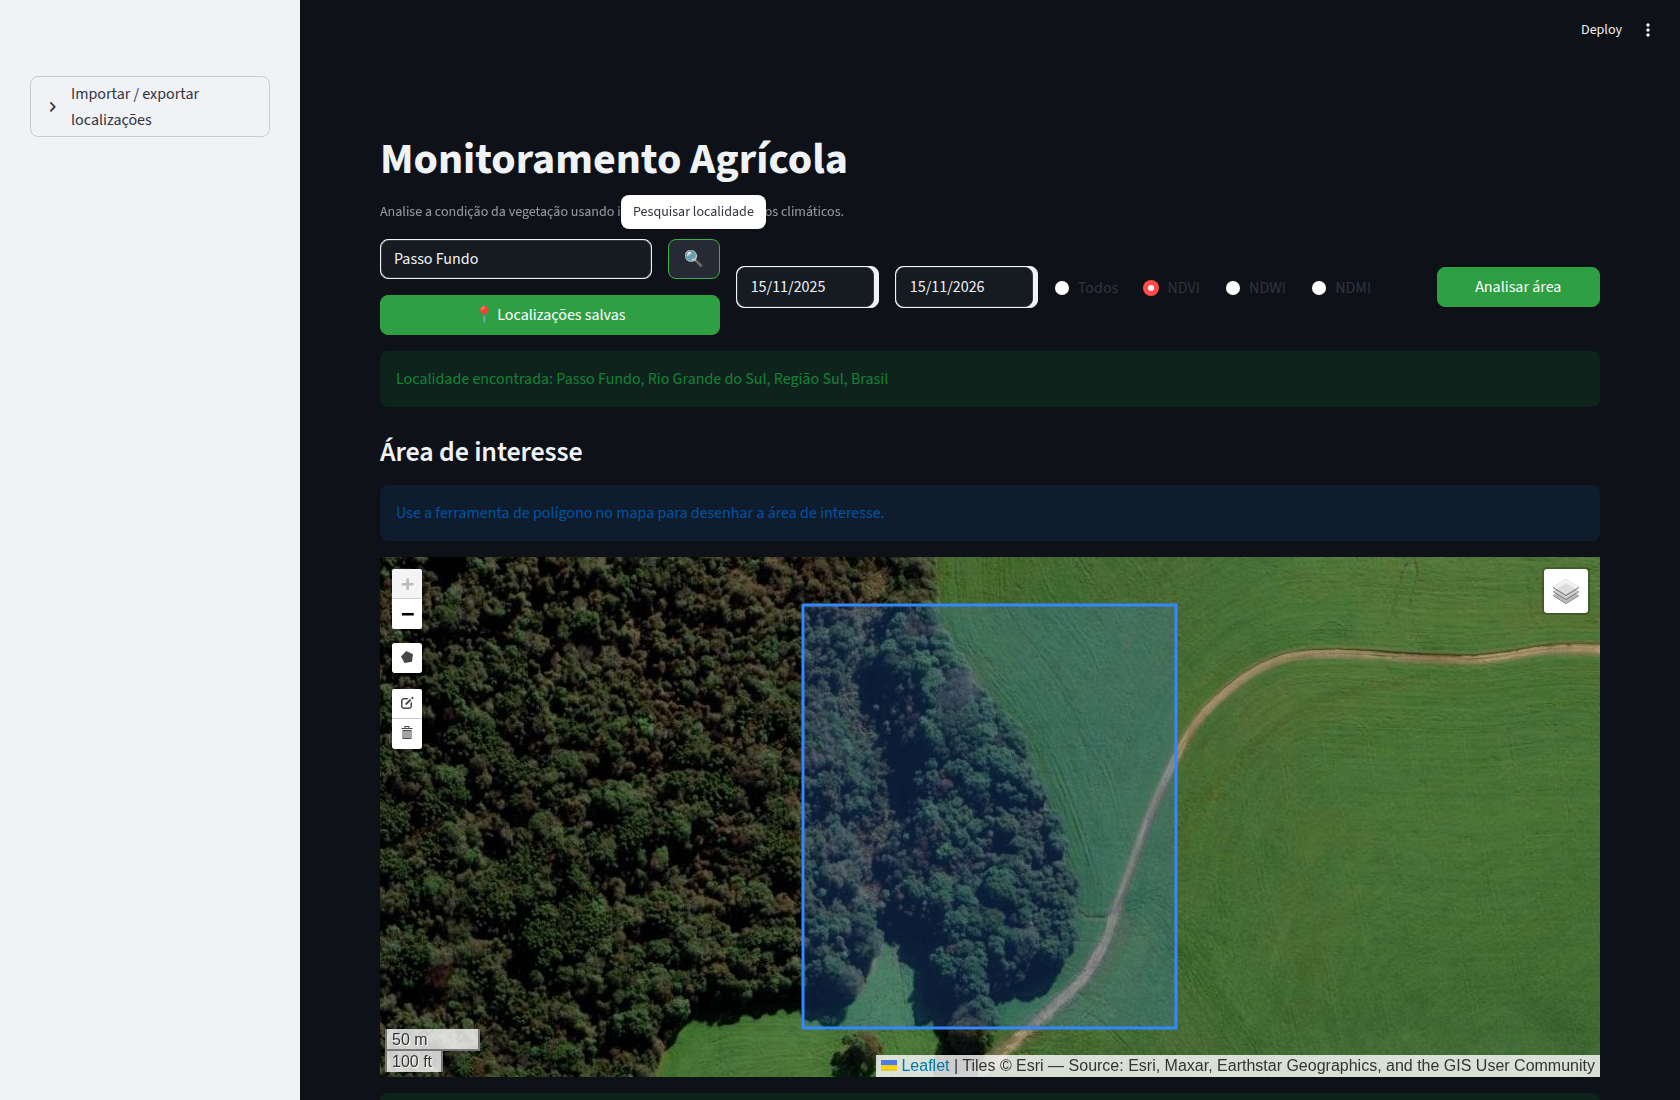 Deploy
Importar / exportar
localizações
Monitoramento Agrícola
Analise a condição da vegetação usando i
Pesquisar localidade
os climáticos.
Passo Fundo
15/11/2025
15/11/2026
Todos
NDVI
NDWI
NDMI
Analisar área
Localizações salvas
Localidade encontrada: Passo Fundo, Rio Grande do Sul, Região Sul, Brasil
Área de interesse
Use a ferramenta de polígono no mapa para desenhar a área de interesse.
+
−
50 m
100 ft
Leaflet | Tiles © Esri — Source: Esri, Maxar, Earthstar Geographics, and the GIS User Community